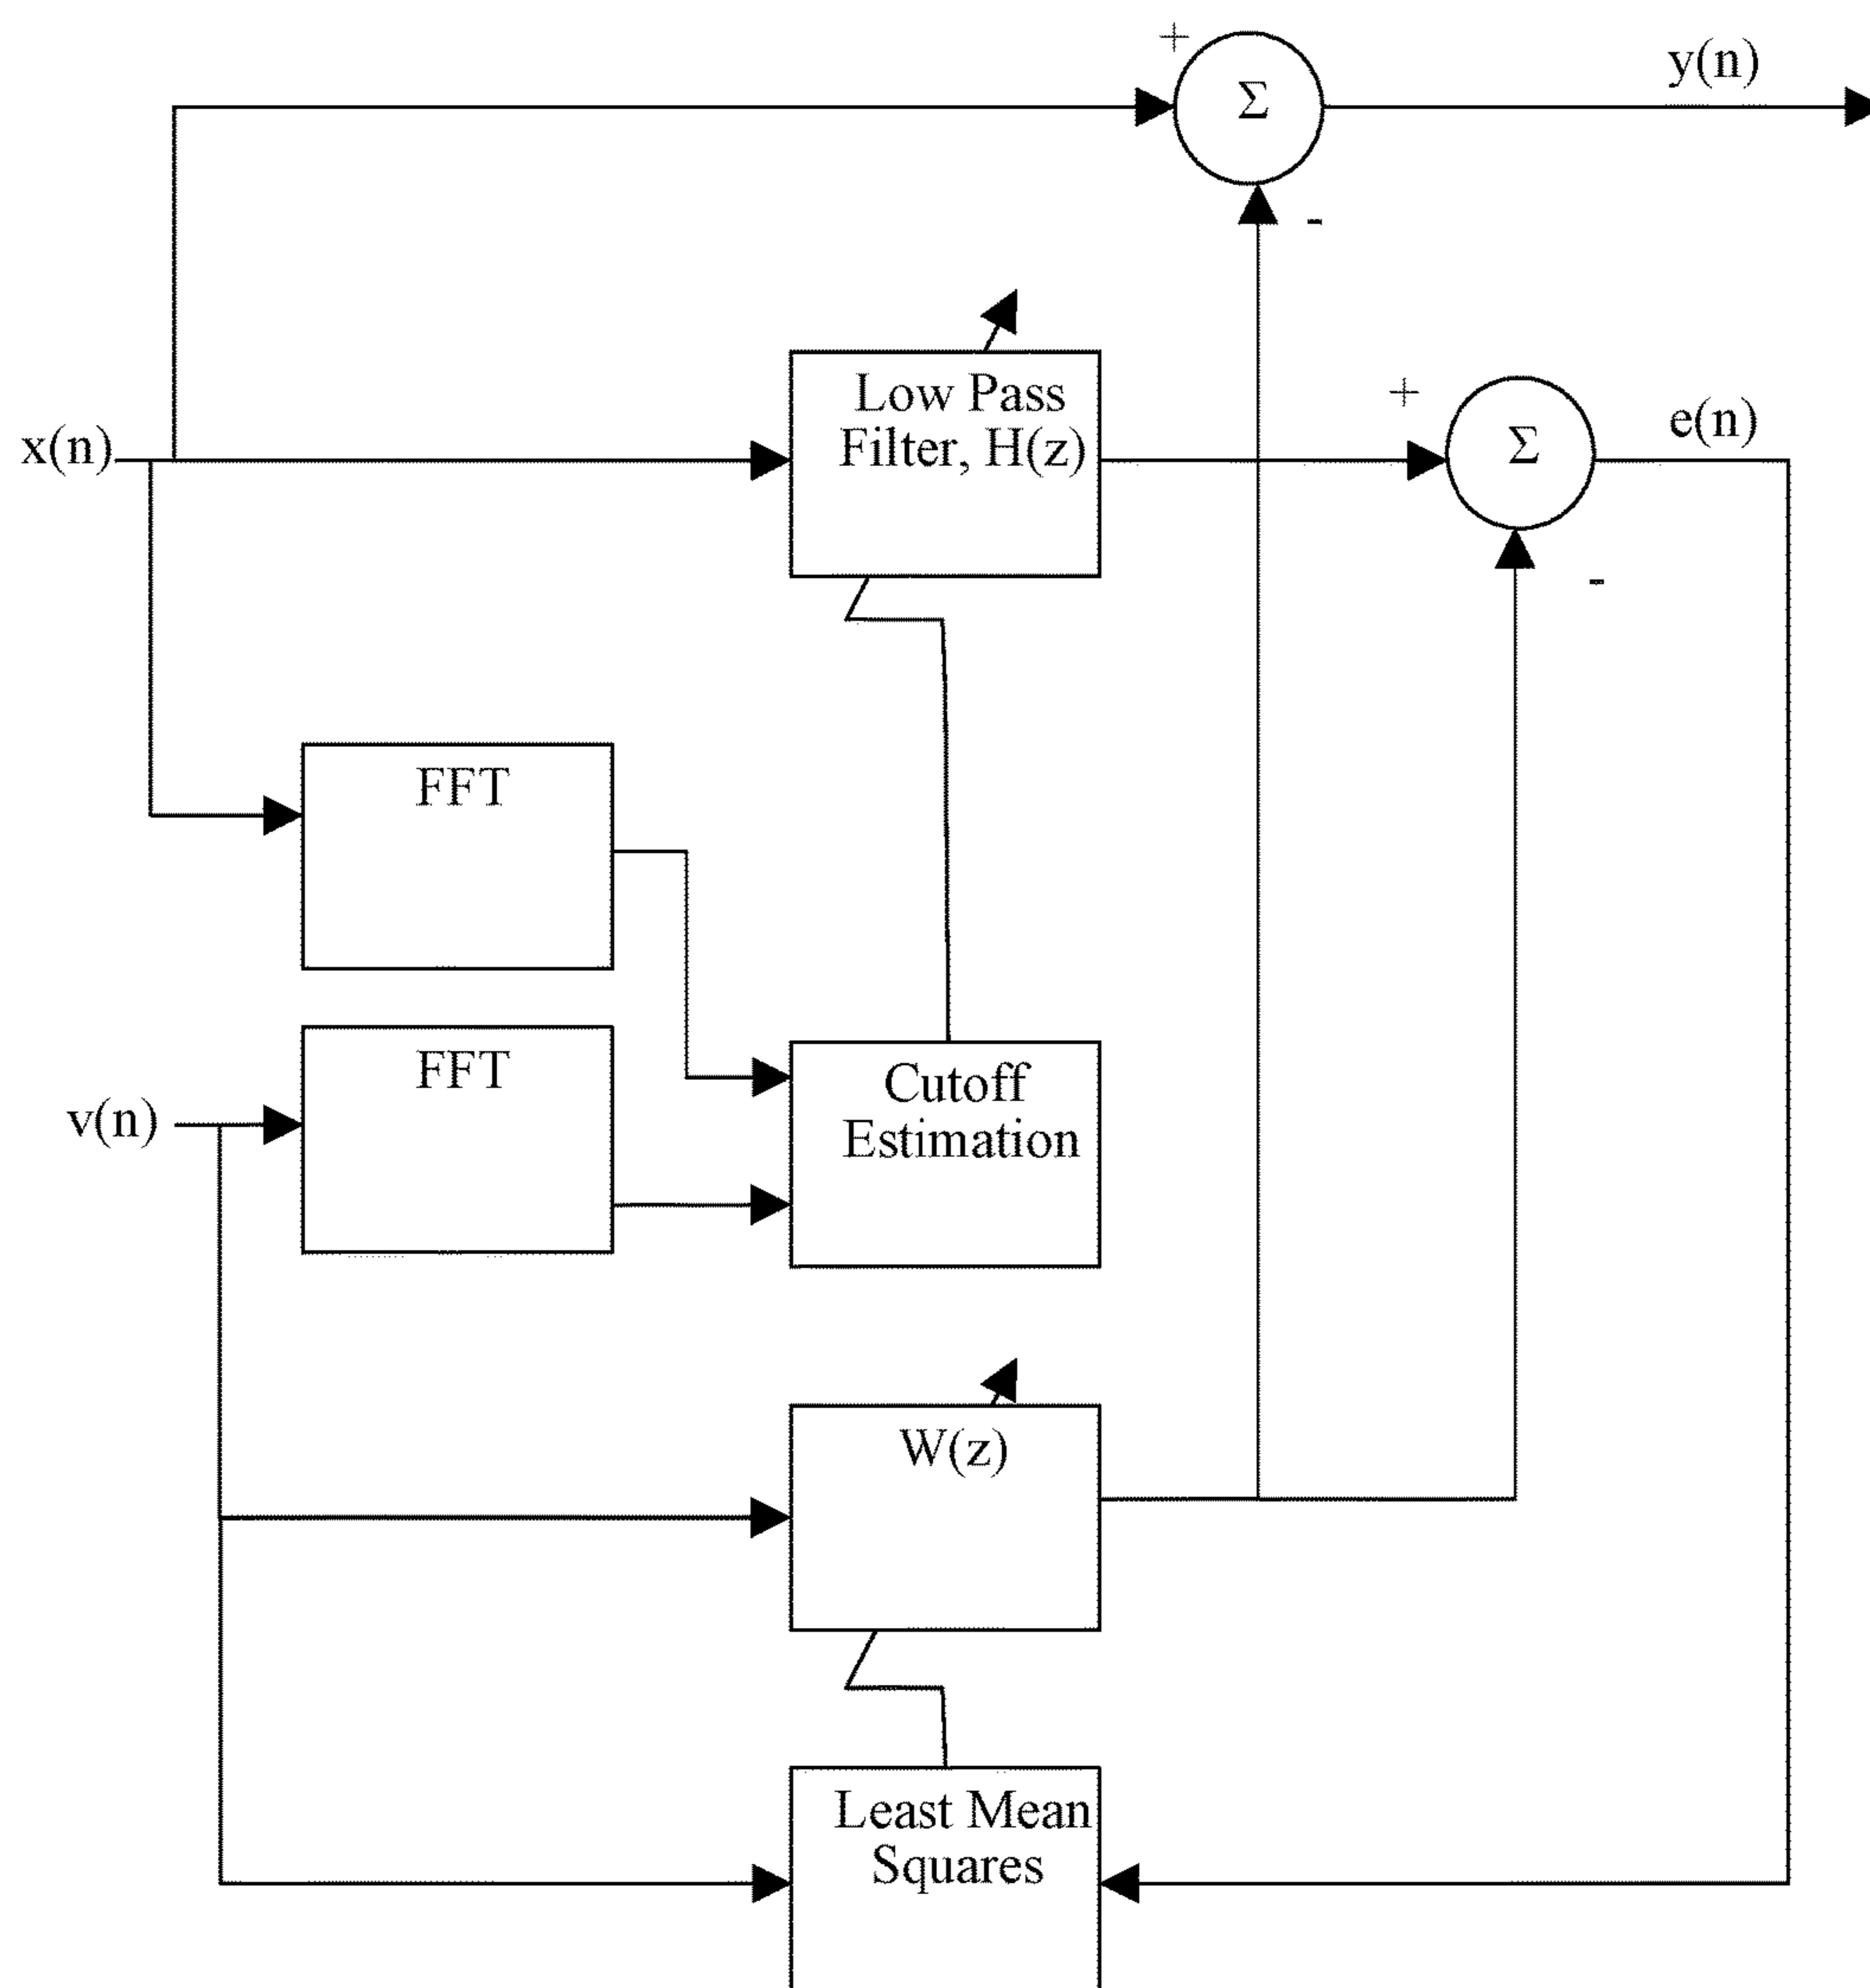 +
Σ
y(n)
-
Low Pass
Filter, H(z)
+
Σ
e(n)
x(n)
-
FFT
FFT
Cutoff
Estimation
v(n)
W(z)
Least Mean
Squares